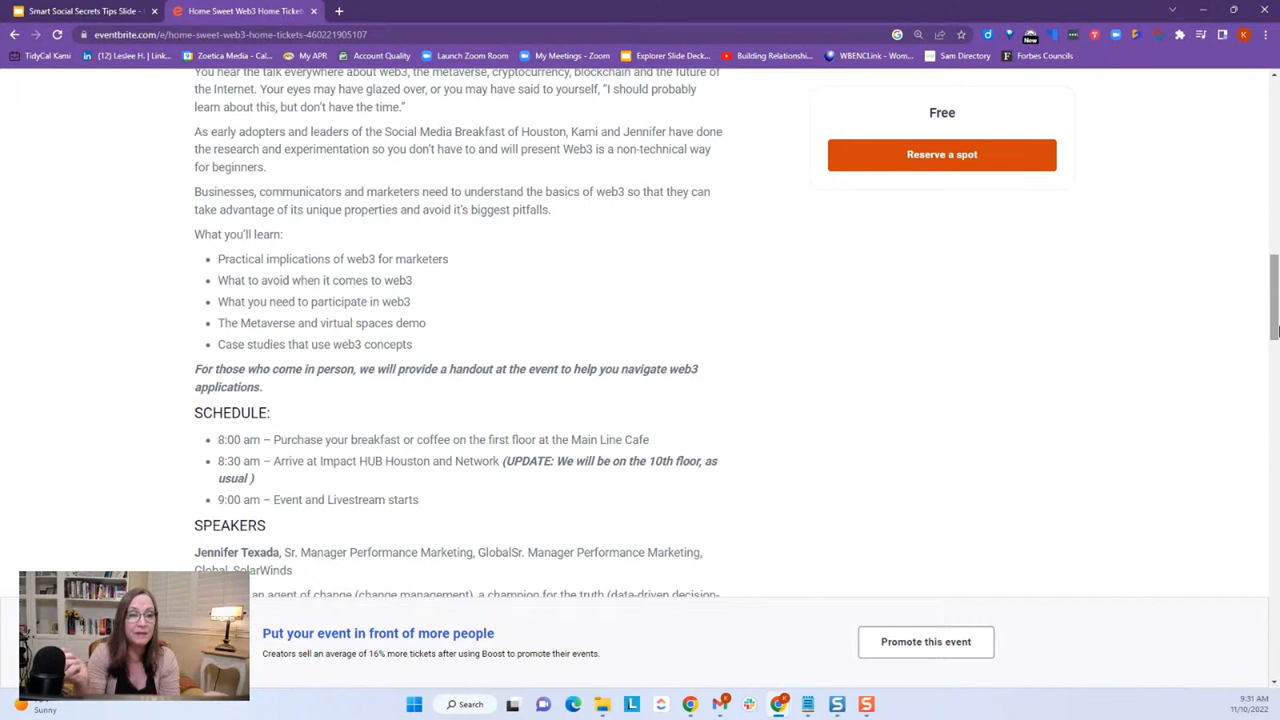 Smart Social Secrets Tips Slide -
Home Sweet Web3 Home Tickets
eventbrite.com/e/home-sweet-web3-home-tickets-460221905107
TidyCal Kami
(12) Leslee H. | Link...
Zoetica Media - Cal...
My APR
Account Quality
Launch Zoom Room
My Meetings - Zoom
Explorer Slide Deck...
Building Relationshi...
WBENCLink - Wom...
Sam Directory
Forbes Councils
You hear the talk everywhere about web3, the metaverse, cryptocurrency, blockchain and the future of
the Internet. Your eyes may have glazed over, or you may have said to yourself, “I should probably
learn about this, but don’t have the time.”
As early adopters and leaders of the Social Media Breakfast of Houston, Kami and Jennifer have done
the research and experimentation so you don’t have to and will present Web3 is a non-technical way
for beginners.
Businesses, communicators and marketers need to understand the basics of web3 so that they can
take advantage of its unique properties and avoid it’s biggest pitfalls.
What you’ll learn:
• Practical implications of web3 for marketers
• What to avoid when it comes to web3
• What you need to participate in web3
• The Metaverse and virtual spaces demo
• Case studies that use web3 concepts
For those who come in person, we will provide a handout at the event to help you navigate web3
applications.
SCHEDULE:
• 8:00 am – Purchase your breakfast or coffee on the first floor at the Main Line Cafe
• 8:30 am – Arrive at Impact HUB Houston and Network (UPDATE: We will be on the 10th floor, as
usual )
• 9:00 am – Event and Livestream starts
SPEAKERS
Jennifer Texada, Sr. Manager Performance Marketing, GlobalSr. Manager Performance Marketing,
Global, SolarWinds
an agent of change (change management), a champion for the truth (data-driven decision-
Free
Reserve a spot
Put your event in front of more people
Creators sell an average of 16% more tickets after using Boost to promote their events.
Promote this event
Sunny
Search
9:31 AM
11/10/2022